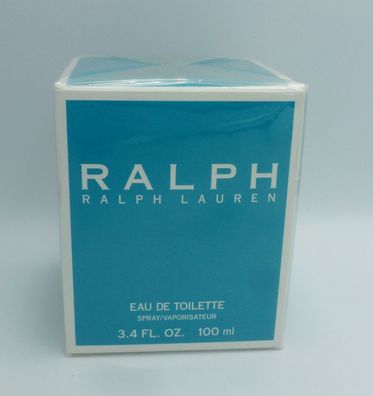 RALPH
RALPH LAUREN
EAU DE TOILETTE
SPRAY/VAPORISATEUR
3.4 FL. OZ. 100 ml